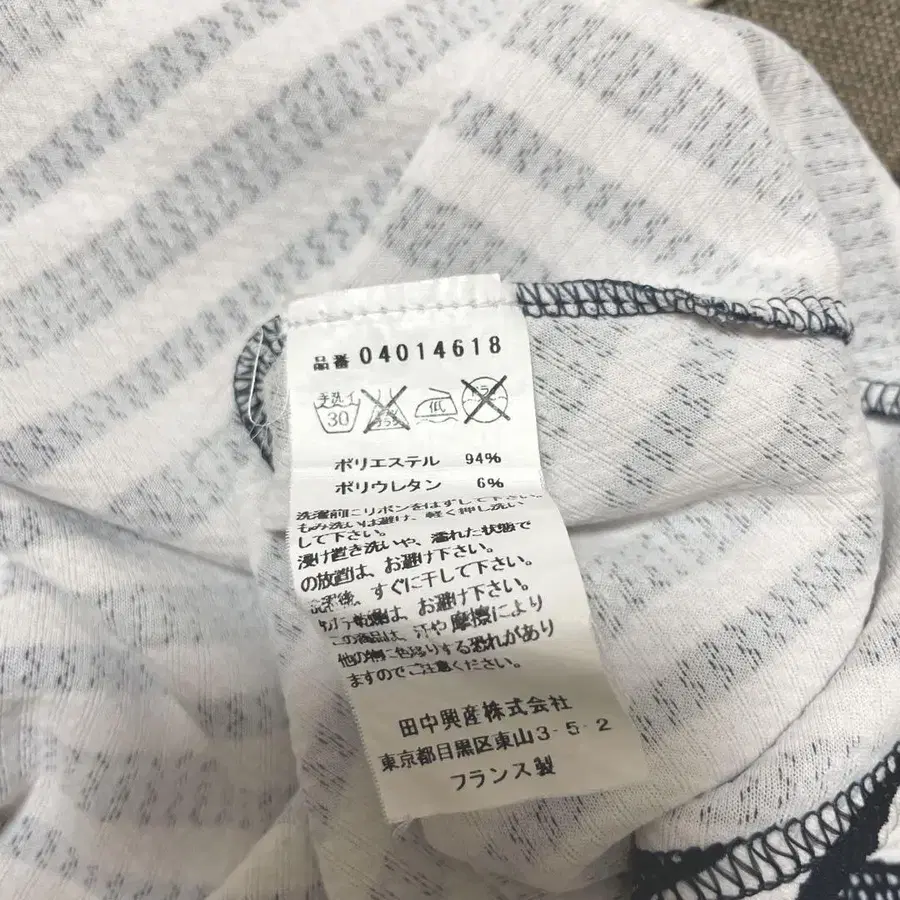 品番 04014618
手洗イ 30 ドライ 低
ポリエステル 94%
ポリウレタン 6%
洗濯前にリボンをはずして下さい。
もみ洗いは避け、軽く押し洗い
して下さい。
浸け置き洗いや、濡れた状態で
の放置は、お避け下さい。
洗濯後、すぐに干して下さい。
乾燥は、お避け下さい。
この商品は、汗や摩擦により
他の物に色移りする恐れがあり
ますのでご注意ください。
田中興産株式会社
東京都目黒区東山3-5-2
フランス製